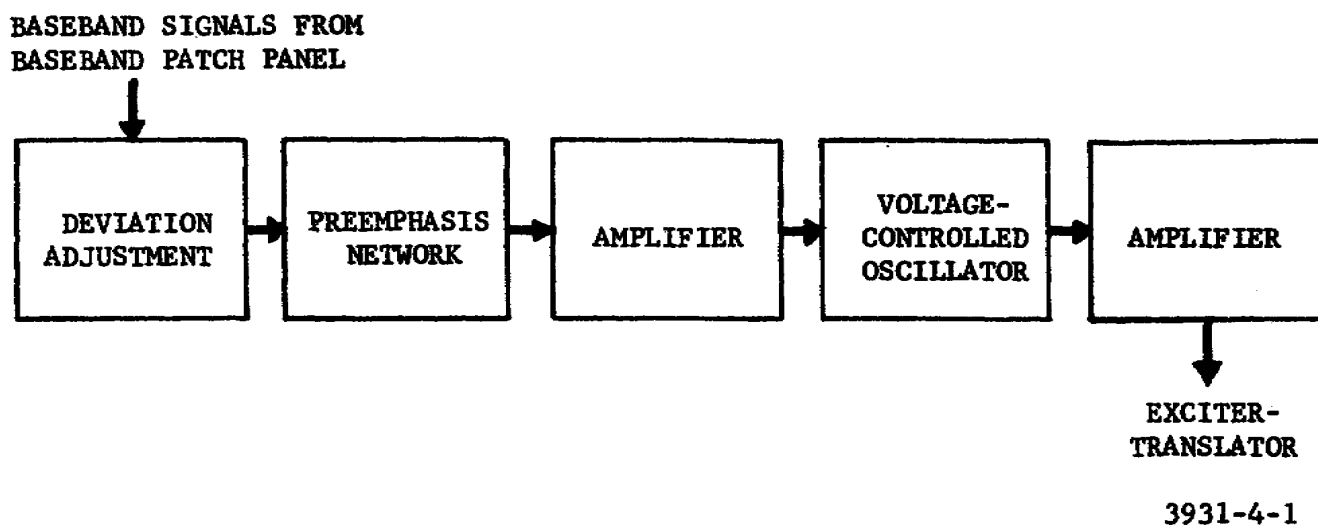 BASEBAND SIGNALS FROM
BASEBAND PATCH PANEL
DEVIATION
ADJUSTMENT
PREEMPHASIS
NETWORK
AMPLIFIER
VOLTAGE-
CONTROLLED
OSCILLATOR
AMPLIFIER
EXCITER-
TRANSLATOR
3931-4-1